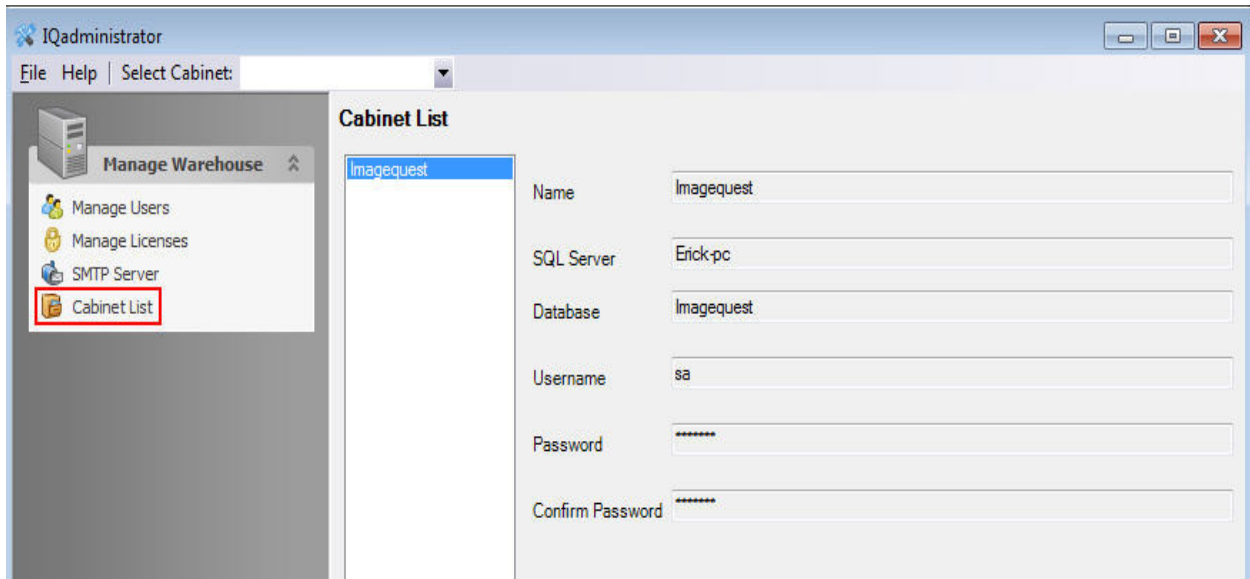 IQadministrator
File Help Select Cabinet:
Manage Warehouse
Manage Users
Manage Licenses
SMTP Server
Cabinet List
Cabinet List
Imagequest
Name Imagequest
SQL Server Erick-pc
Database Imagequest
Username sa
Password *******
Confirm Password *******